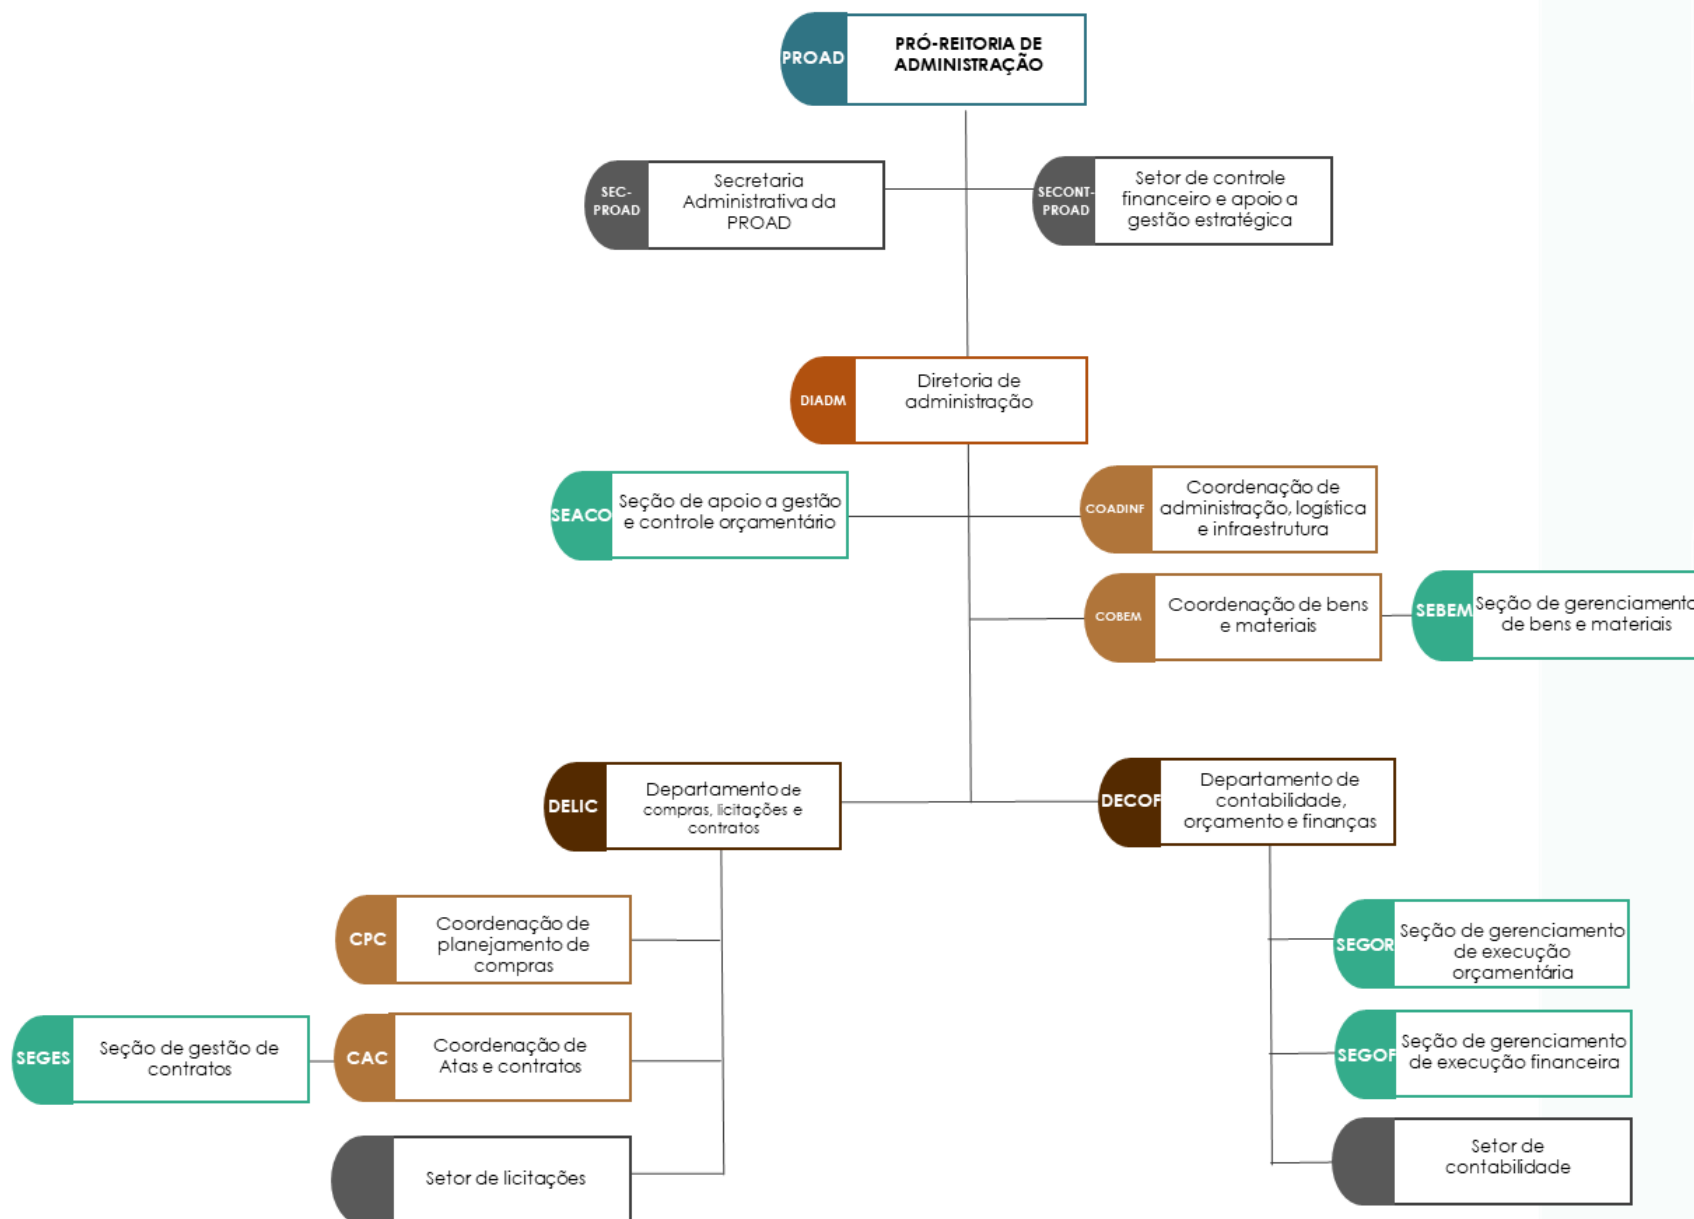 PROAD
PRÓ-REITORIA DE
ADMINISTRAÇÃO
SEC-
PROAD
Secretaria
Administrativa da
PROAD
SECONT-
PROAD
Setor de controle
financeiro e apoio a
gestão estratégica
DIADM
Diretoria de
administração
SEACO
Seção de apoio a gestão
e controle orçamentário
COADINF
Coordenação de
administração, logística
e infraestrutura
COBEM
Coordenação de bens
e materiais
SEBEM
Seção de gerenciamento
de bens e materiais
DELIC
Departamento de
compras, licitações e
contratos
DECOF
Departamento de
contabilidade,
orçamento e finanças
CPC
Coordenação de
planejamento de
compras
SEGOR
Seção de gerenciamento
de execução
orçamentária
SEGES
Seção de gestão de
contratos
CAC
Coordenação de
Atas e contratos
SEGOF
Seção de gerenciamento
de execução financeira
Setor de licitações
Setor de
contabilidade